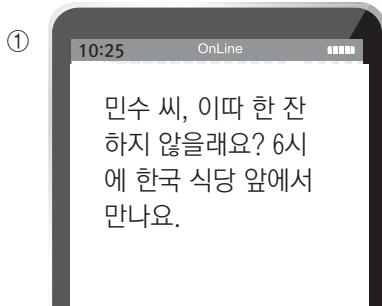 ①
10:25 OnLine
민수 씨, 이따 한 잔
하지 않을래요? 6시
에 한국 식당 앞에서
만나요.